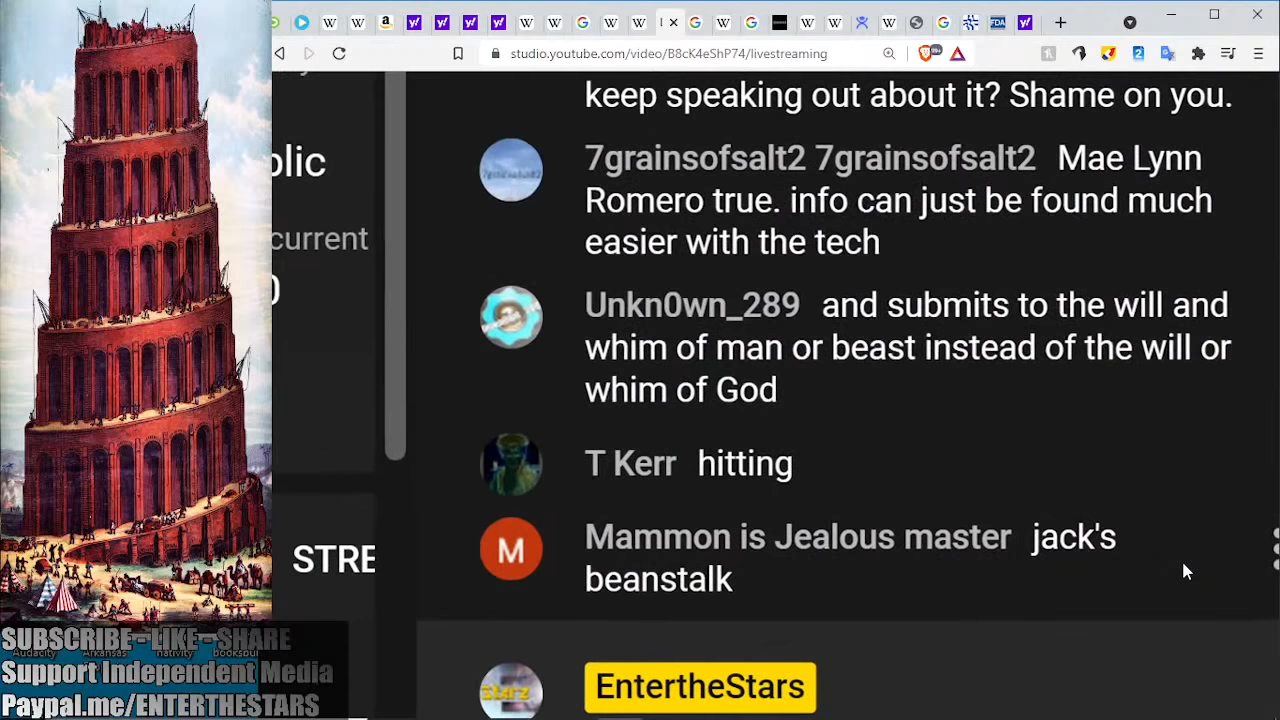 studio.youtube.com/video/B8cK4eShP74/livestreaming
keep speaking out about it? Shame on you.
7grainsofsalt2 7grainsofsalt2 Mae Lynn
Romero true. info can just be found much
easier with the tech
Unkn0wn_289 and submits to the will and
whim of man or beast instead of the will or
whim of God
T Kerr hitting
Mammon is Jealous master jack's
beanstalk
EntertheStars
blic
current
STRE
SUBSCRIBE - LIKE - SHARE
Audacity Arkansas nativity
Support Independent Media
Paypal.me/ENTERTHESTARS